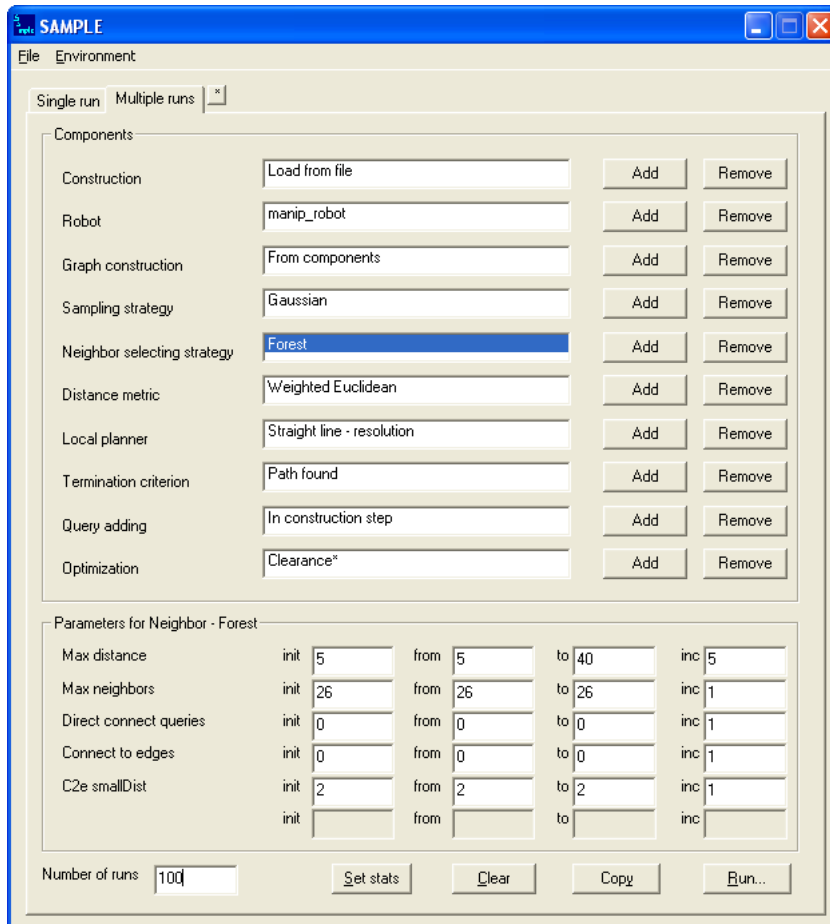 SAMPLE
File Environment
Single run Multiple runs *
Components
Construction Load from file Add Remove
Robot manip_robot Add Remove
Graph construction From components Add Remove
Sampling strategy Gaussian Add Remove
Neighbor selecting strategy Forest Add Remove
Distance metric Weighted Euclidean Add Remove
Local planner Straight line - resolution Add Remove
Termination criterion Path found Add Remove
Query adding In construction step Add Remove
Optimization Clearance* Add Remove
Parameters for Neighbor - Forest
Max distance init 5 from 5 to 40 inc 5
Max neighbors init 26 from 26 to 26 inc 1
Direct connect queries init 0 from 0 to 0 inc 1
Connect to edges init 0 from 0 to 0 inc 1
C2e smallDist init 2 from 2 to 2 inc 1
init from to inc
Number of runs 100 Set stats Clear Copy Run...